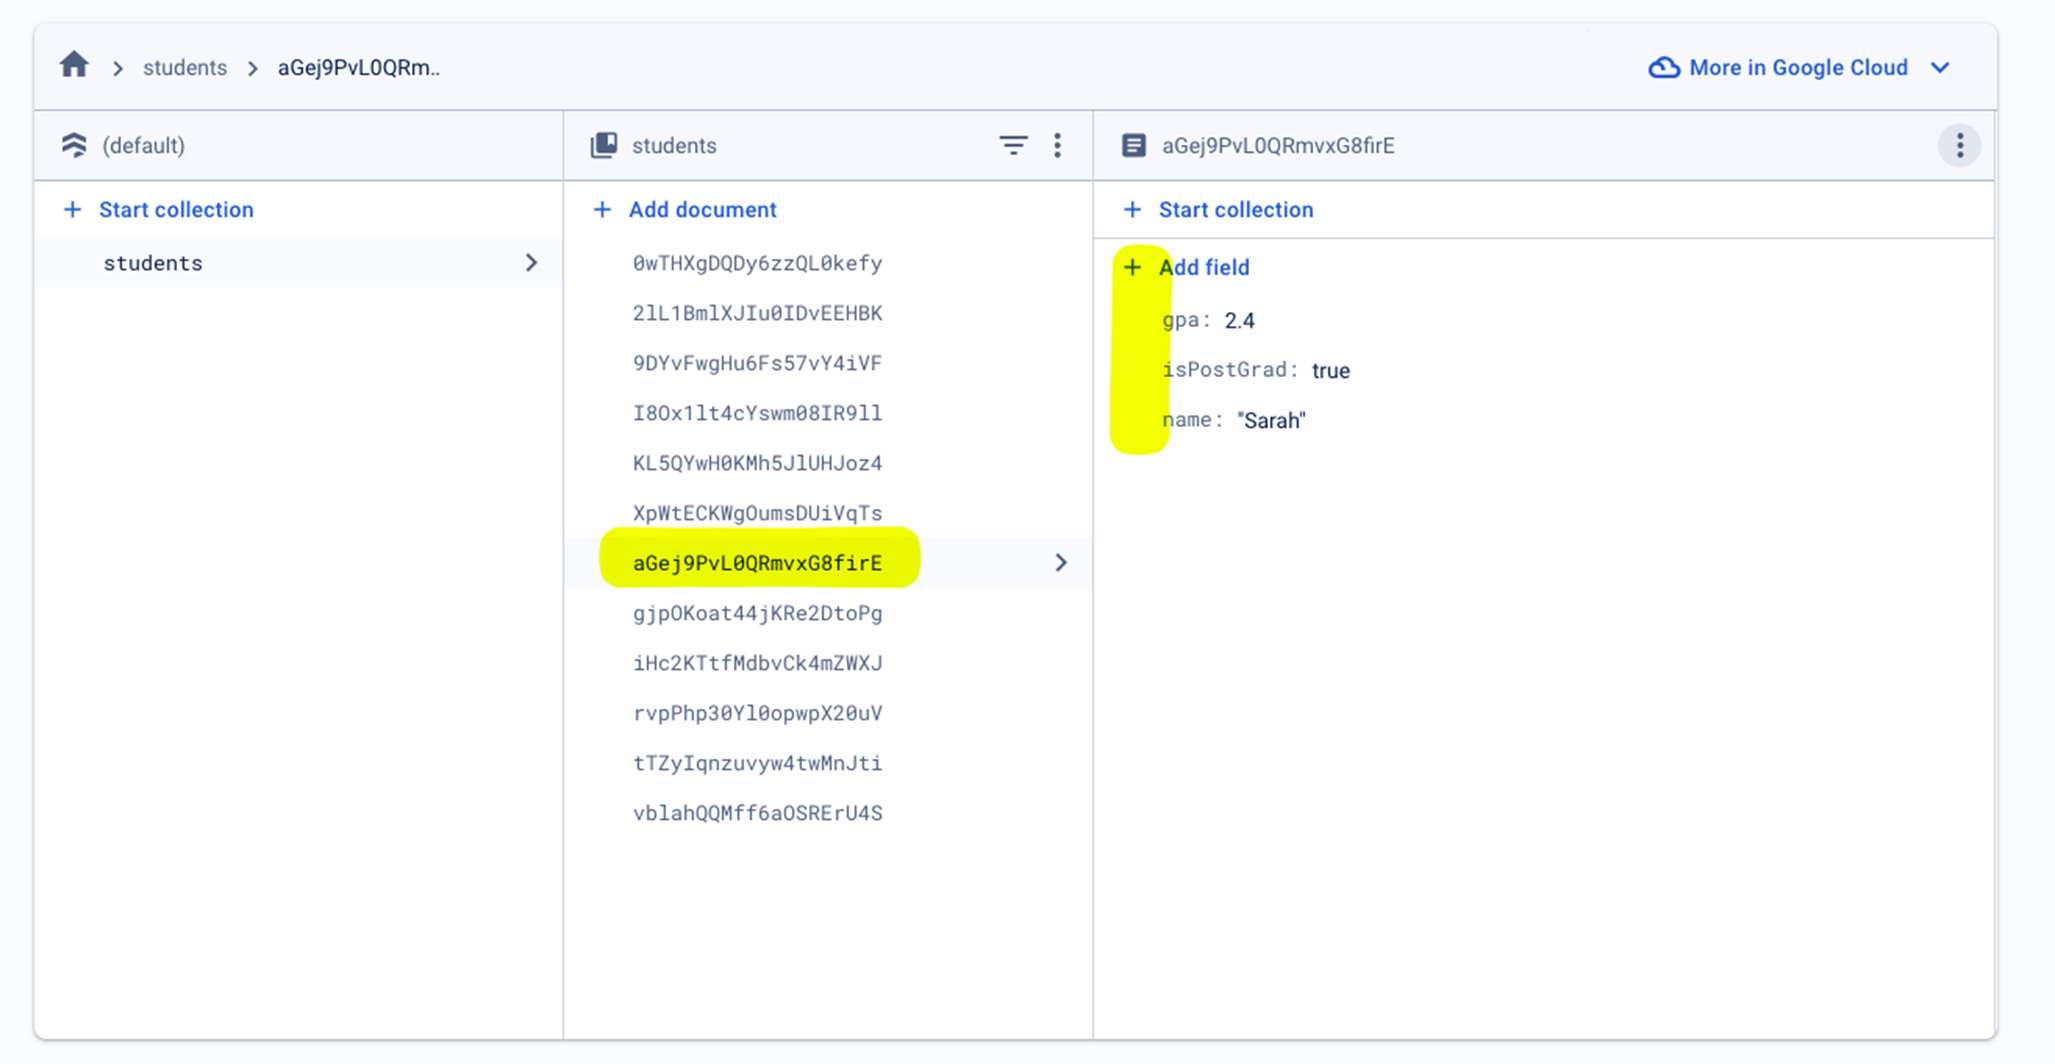 students
aGej9PvL0QRm..
More in Google Cloud
(default)
students
aGej9PvL0QRmvxG8firE
+ Start collection
students
+ Add document
0wTHXgDQDy6zzQL0kefy
2lL1BmlXJIu0IDvEEHBK
9DYvFwgHu6Fs57vY4iVF
I8Ox1lt4cYswm08IR9ll
KL5QYwH0KMh5JlUHJoz4
XpWtECKWgOumsDUiVqTs
aGej9PvL0QRmvxG8firE
gjpOKoat44jKRe2DtoPg
iHc2KTtfMdbvCk4mZWXJ
rvpPhp30Yl0opwpX20uV
tTZyIqnzuvyw4twMnJti
vblahQQMff6aOSRErU4S
+ Start collection
+ Add field
gpa: 2.4
isPostGrad: true
name: "Sarah"